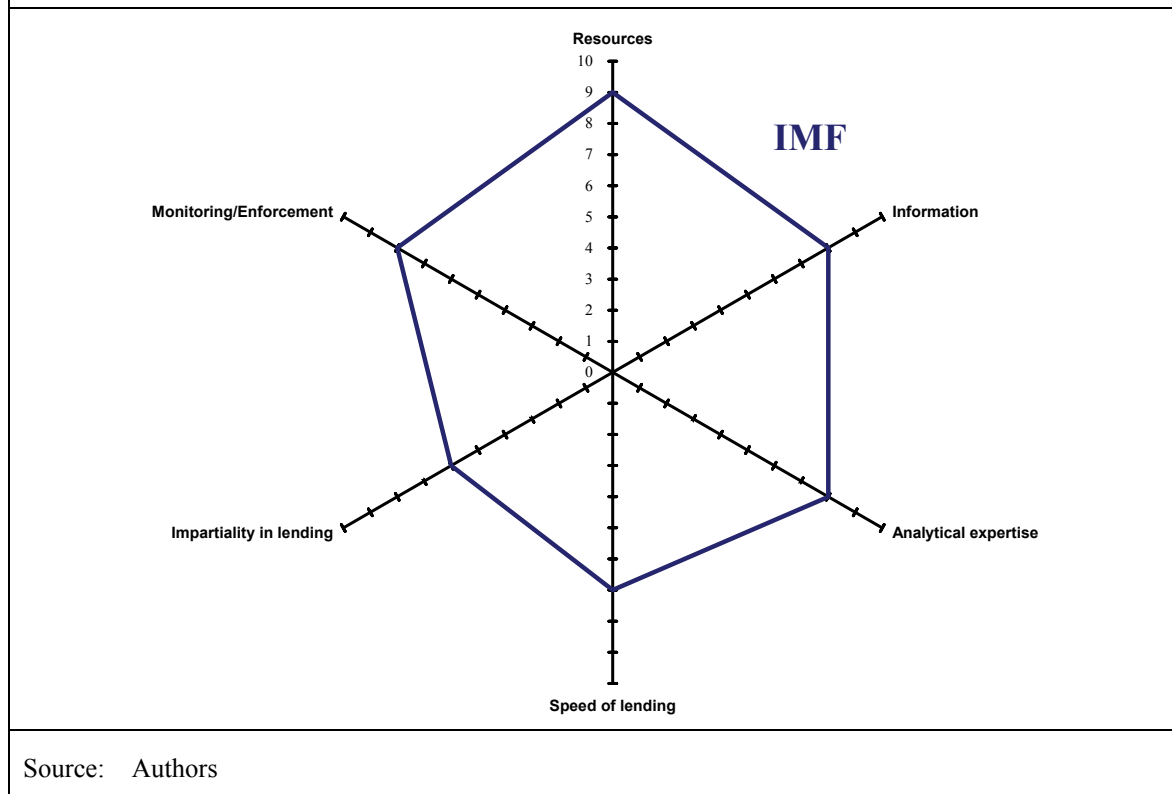 Resources
10
9
8
7
6
5
4
3
2
1
0
IMF
Monitoring/Enforcement
Information
Impartiality in lending
Analytical expertise
Speed of lending
Source: Authors